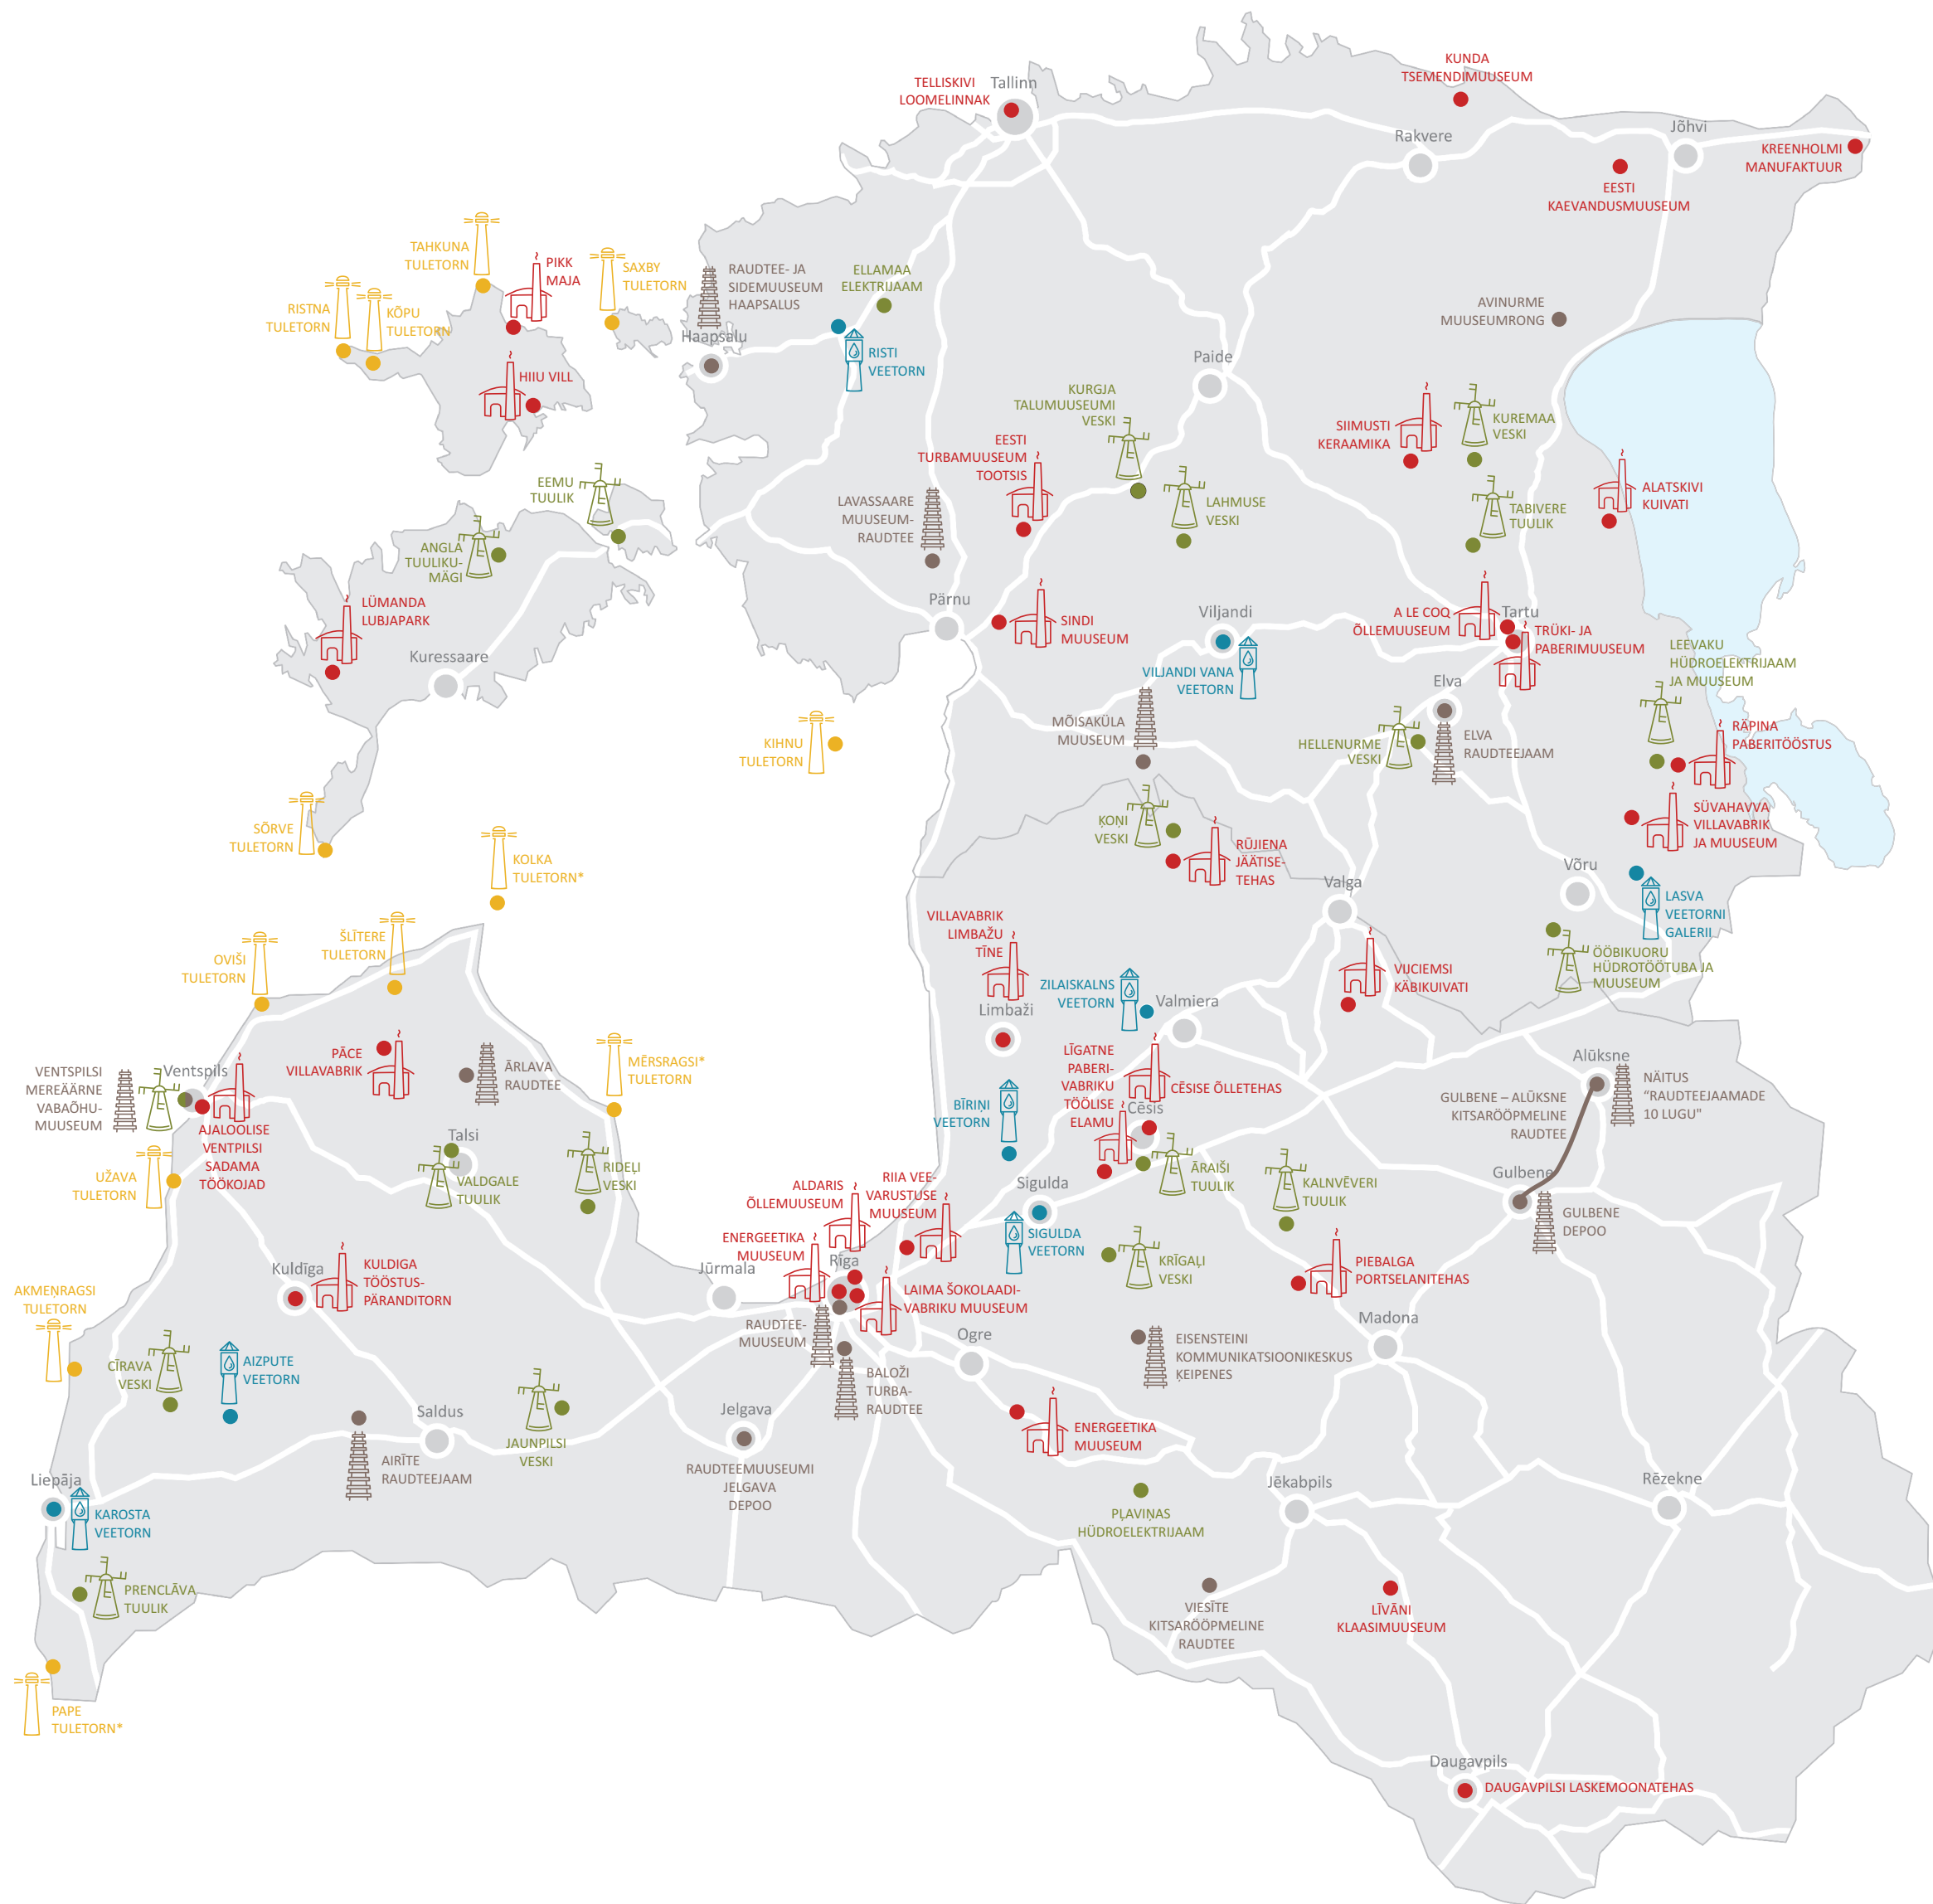 KUNDA
TSEMENDIMUUSEUM
TELLISKIVI
LOOMELINNAK
Tallinn
Rakvere
Jõhvi
KREENHOLMI
MANUFAKTUUR
EESTI
KAEVANDUSMUUSEUM
TAHKUNA
TULETORN
PIKK
MAJA
SAXBY
TULETORN
RISTNA
TULETORN
KÕPU
TULETORN
RAUDTEE- JA
SIDEMUUSEUM
HAAPSALUS
Haapsalu
ELLAMAA
ELEKTRIJAAM
RISTI
VEETORN
AVINURME
MUUSEUMRONG
Paide
HIIU VILL
KURGJA
TALUMUUSEUMI
VESKI
SIIMUSTI
KERAAMIKA
KUREMAA
VESKI
EESTI
TURBAMUUSEUM
TOOTSIS
EEMU
TUULIK
LAVASSAARE
MUUSEUM-
RAUDTEE
LAHMUSE
VESKI
TABIVERE
TUULIK
ALATSKIVI
KUIVATI
ANGLA
TUULIKU-
MÄGI
LÜMANDA
LUBJAPARK
Kuressaare
Pärnu
SINDI
MUUSEUM
Viljandi
VILJANDI VANA
VEETORN
A LE COQ
ÕLLEMUUSEUM
Tartu
TRÜKI- JA
PABERIMUUSEUM
LEEVAKU
HÜDROELEKTRIJAAM
JA MUUSEUM
Elva
KIHNU
TULETORN
MÕISAKÜLA
MUUSEUM
HELLENURME
VESKI
ELVA
RAUDTEEJAAM
RÄPINA
PABERITÖÖSTUS
SÕRVE
TULETORN
KOLKA
TULETORN*
ĶOŅI
VESKI
RŪJIENA
JÄÄTISE-
TEHAS
SÜVAHAVVA
VILLAVABRIK
JA MUUSEUM
Valga
Võru
LASVA
VEETORNI
GALERII
OVIŠI
TULETORN
ŠLĪTERE
TULETORN
VILLAVABRIK
LIMBAŽU
TĪNE
Limbaži
ZILAISKALNS
VEETORN
Valmiera
VIJCIEMSI
KÄBIKUIVATI
ÖÖBIKUORU
HÜDROTÖÖTUBA JA
MUUSEUM
VENTSPILSI
MEREÄÄRNE
VABAÕHU-
MUUSEUM
Ventspils
PĀCE
VILLAVABRIK
ĀRLAVA
RAUDTEE
MĒRSRAGSI*
TULETORN
BĪRIŅI
VEETORN
LĪGATNE
PABERI-
VABRIKU
TÖÖLISE
ELAMU
CĒSISE ÕLLETEHAS
Cēsis
GULBENE – ALŪKSNE
KITSARÖÖPMELINE
RAUDTEE
Alūksne
NÄITUS
“RAUDTEEJAAMADE
10 LUGU"
AJALOOLISE
VENTPILSI
SADAMA
TÖÖKOJAD
Talsi
VALDGALE
TUULIK
RIDEĻI
VESKI
UŽAVA
TULETORN
ALDARIS
ÕLLEMUUSEUM
RIIA VEE-
VARUSTUSE
MUUSEUM
Sigulda
SIGULDA
VEETORN
ĀRAIŠI
TUULIK
KALNVĒVERI
TUULIK
Gulbene
GULBENE
DEPOO
ENERGEETIKA
MUUSEUM
KRĪGAĻI
VESKI
Kuldīga
KULDIGA
TÖÖSTUS-
PÄRANDITORN
Jūrmala
Rīga
LAIMA ŠOKOLAADI-
VABRIKU MUUSEUM
PIEBALGA
PORTSELANITEHAS
AKMEŅRAGSI
TULETORN
RAUDTEE-
MUUSEUM
Ogre
EISENSTEINI
KOMMUNIKATSIOONIKESKUS
ĶEIPENES
Madona
CĪRAVA
VESKI
AIZPUTE
VEETORN
BALOŽI
TURBA-
RAUDTEE
JAUNPILSI
VESKI
Saldus
AIRĪTE
RAUDTEEJAAM
Jelgava
RAUDTEEMUUSEUMI
JELGAVA
DEPOO
ENERGEETIKA
MUUSEUM
Liepāja
KAROSTA
VEETORN
PĻAVIŅAS
HÜDROELEKTRIJAAM
Jēkabpils
Rēzekne
PRENCLĀVA
TUULIK
VIESĪTE
KITSARÖÖPMELINE
RAUDTEE
LĪVĀNI
KLAASIMUUSEUM
PAPE
TULETORN*
Daugavpils
DAUGAVPILSI LASKEMOONATEHAS